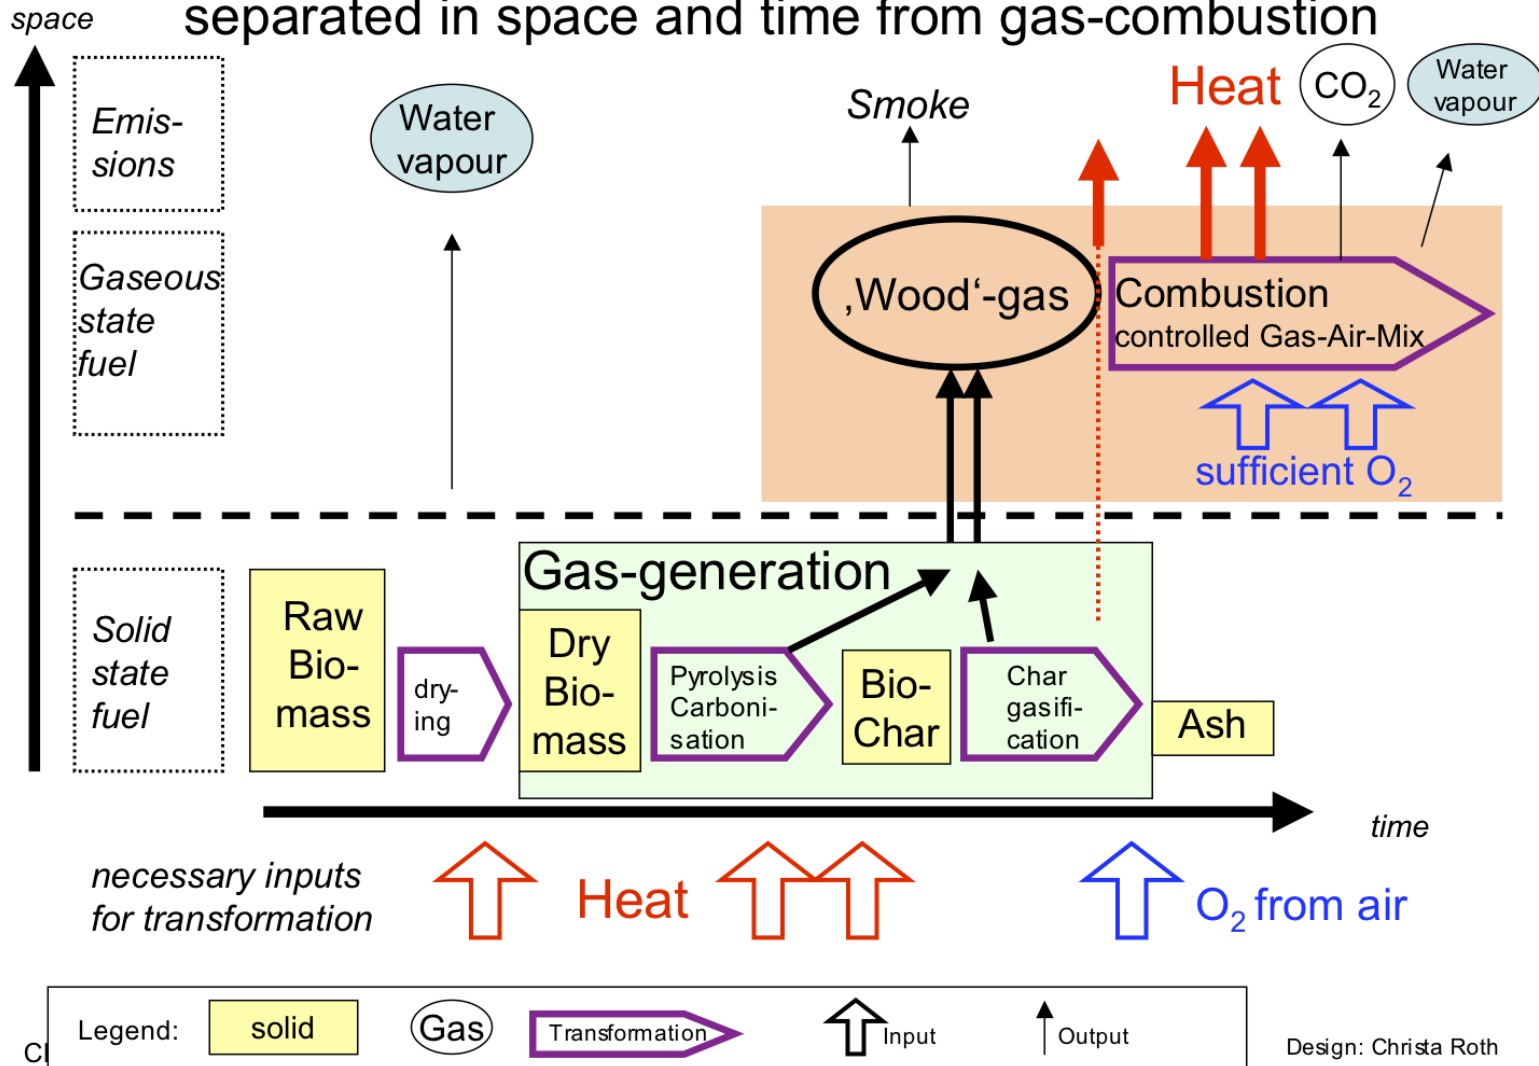 separated in space and time from gas-combustion
space
Emis-
sions
Water
vapour
Smoke
Heat
CO2
Water
vapour
Gaseous
state
fuel
‚Wood‘-gas
Combustion
controlled Gas-Air-Mix
sufficient O2
Gas-generation
Solid
state
fuel
Raw
Bio-
mass
dry-
ing
Dry
Bio-
mass
Pyrolysis
Carboni-
sation
Bio-
Char
Char
gasifi-
cation
Ash
time
necessary inputs
for transformation
Heat
O2 from air
Legend:
solid
Gas
Transformation
Input
Output
Design: Christa Roth